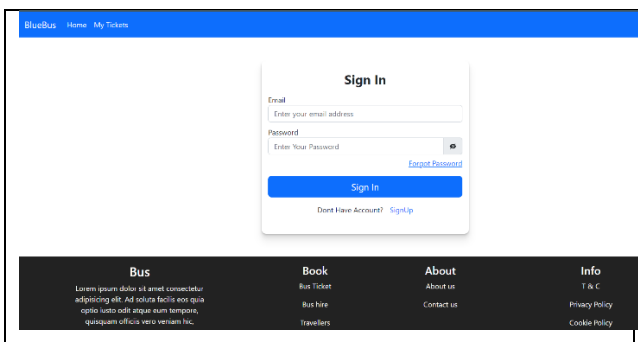 BlueBus Home My Tickets
Sign In
Email
Enter your email address
Password
Enter Your Password
Forgot Password
Sign In
Dont Have Account? SignUp
Bus
Lorem ipsum dolor sit amet consectetur
adipisicing elit. Ad soluta facilis eos quia
optio iusto odit atque eum tempore,
quisquam officiis vero veniam hic,
Book
Bus Ticket
Bus hire
Travellers
About
About us
Contact us
Info
T & C
Privacy Policy
Cookie Policy